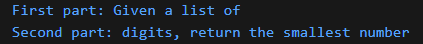 First part: Given a list of
Second part: digits, return the smallest number